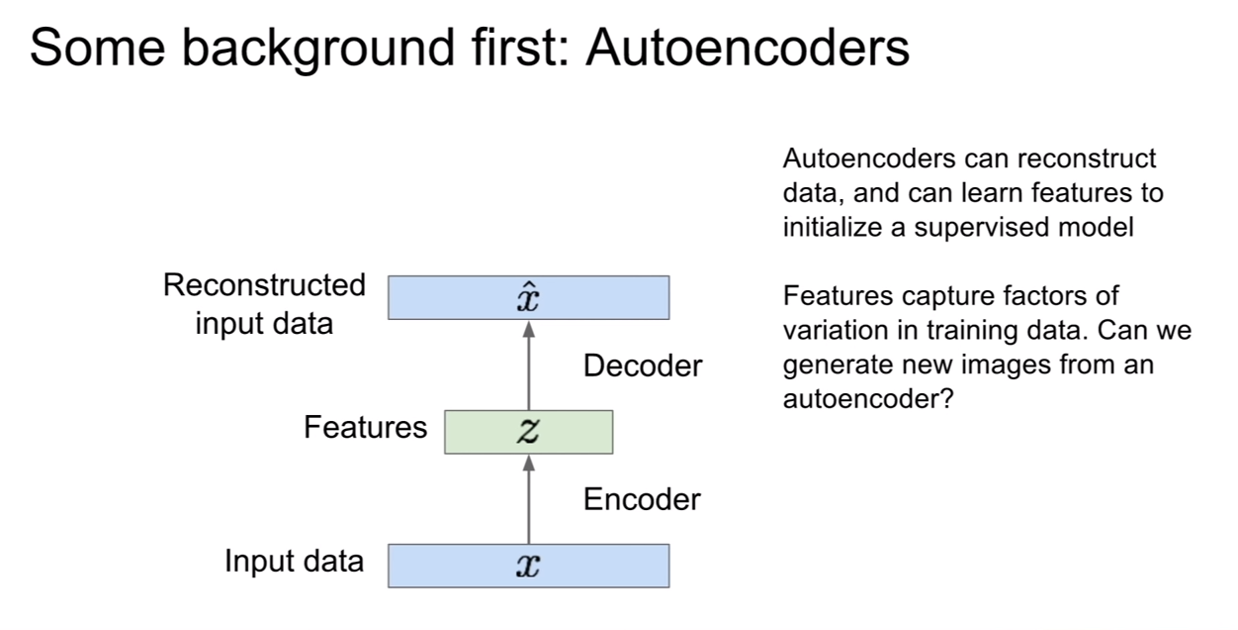 Some background first: Autoencoders
Autoencoders can reconstruct
data, and can learn features to
initialize a supervised model
Features capture factors of
variation in training data. Can we
generate new images from an
autoencoder?
Reconstructed
input data
x̂
Decoder
Features
z
Encoder
Input data
x